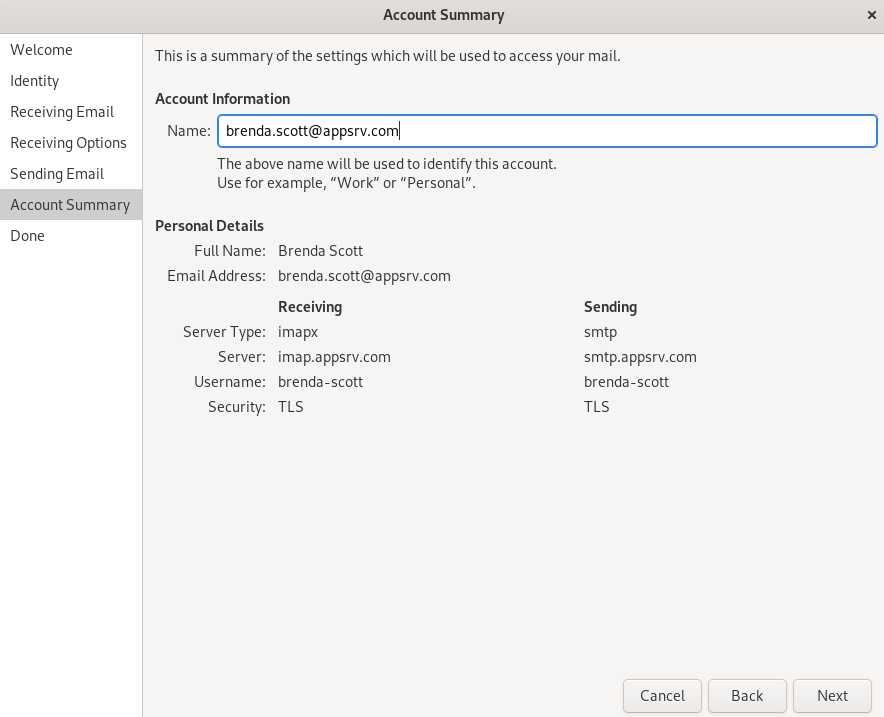 Account Summary
Welcome
Identity
Receiving Email
Receiving Options
Sending Email
Account Summary
Done
This is a summary of the settings which will be used to access your mail.
Account Information
Name: brenda.scott@appsrv.com
The above name will be used to identify this account.
Use for example, “Work” or “Personal”.
Personal Details
Full Name: Brenda Scott
Email Address: brenda.scott@appsrv.com
Receiving Sending
Server Type: imapx smtp
Server: imap.appsrv.com smtp.appsrv.com
Username: brenda-scott brenda-scott
Security: TLS TLS
Cancel Back Next